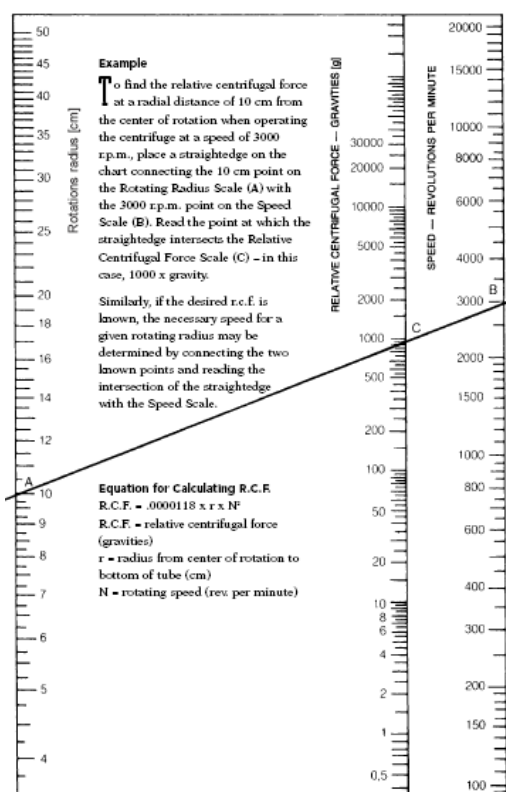 Rotations radius [cm]
50
45
40
35
30
25
20
18
16
14
12
A
10
9
8
7
6
5
4
Example
To find the relative centrifugal force
at a radial distance of 10 cm from
the center of rotation when operating
the centrifuge at a speed of 3000
r.p.m., place a straightedge on the
chart connecting the 10 cm point on
the Rotating Radius Scale (A) with
the 3000 r.p.m. point on the Speed
Scale (B). Read the point at which the
straightedge intersects the Relative
Centrifugal Force Scale (C) – in this
case, 1000 x gravity.
Similarly, if the desired r.c.f. is
known, the necessary speed for a
given rotating radius may be
determined by connecting the two
known points and reading the
intersection of the straightedge
with the Speed Scale.
Equation for Calculating R.C.F.
R.C.F. = .0000118 x r x N²
R.C.F. = relative centrifugal force
(gravities)
r = radius from center of rotation to
bottom of tube (cm)
N = rotating speed (rev. per minute)
RELATIVE CENTRIFUGAL FORCE — GRAVITIES [g]
30000
20000
10000
5000
2000
1000
C
500
200
100
50
20
10
8
6
4
2
1
0,5
SPEED — REVOLUTIONS PER MINUTE
20000
15000
10000
8000
6000
4000
B
3000
2000
1500
1000
800
600
400
300
200
150
100